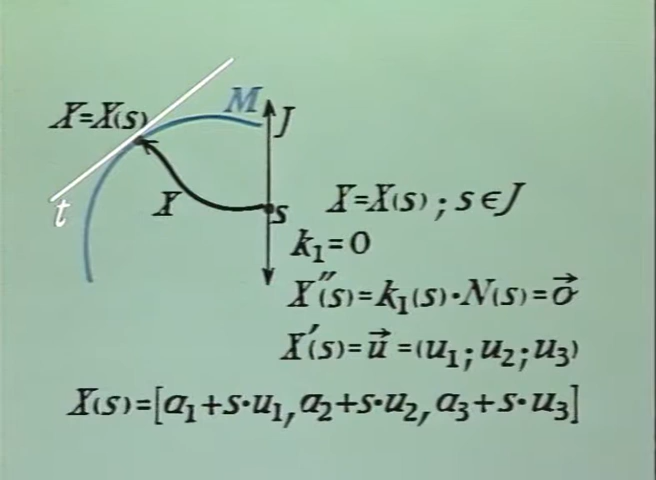 M
J
X=X(s)
t
X
s
X=X(s) ; s∈J
k₁=0
X″(s)=k₁(s)·N(s)=o⃗
X′(s)=u⃗=(u₁;u₂;u₃)
X(s)=[a₁+s·u₁,a₂+s·u₂,a₃+s·u₃]